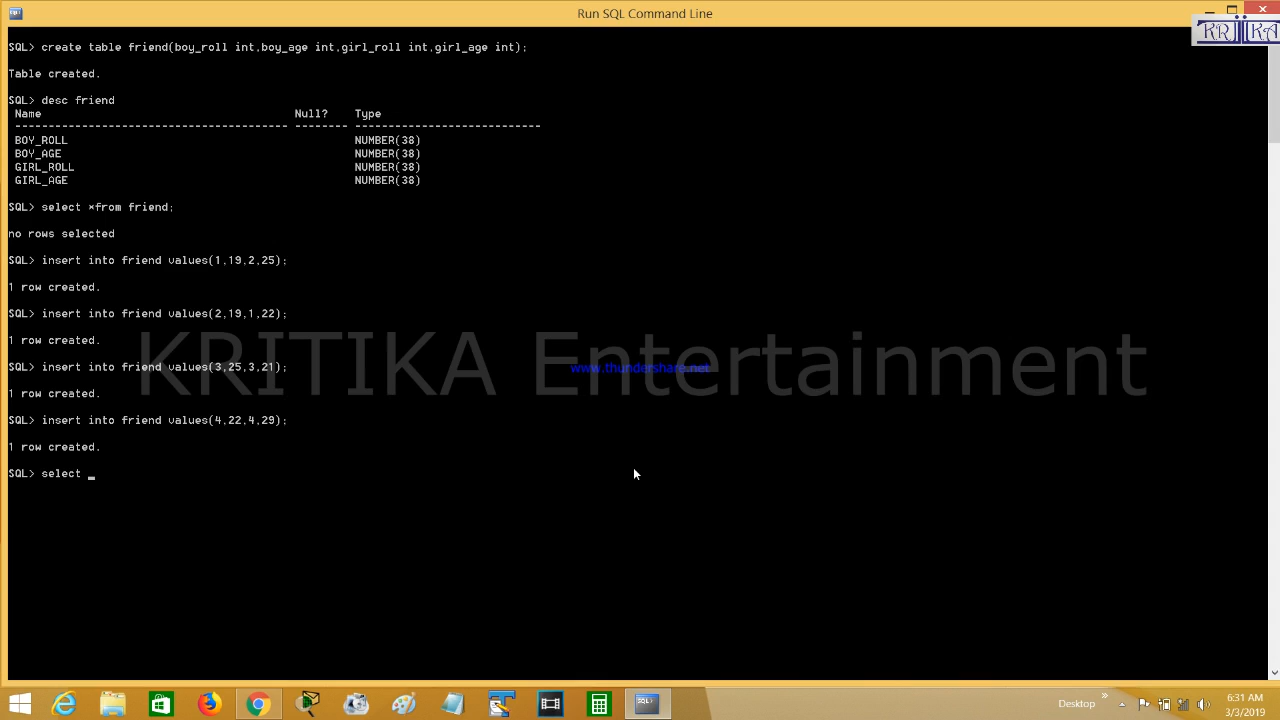 Run SQL Command Line
KRITIKA
SQL> create table friend(boy_roll int,boy_age int,girl_roll int,girl_age int);
Table created.
SQL> desc friend
Name Null? Type
----------------------------------------- -------- ----------------------------
BOY_ROLL NUMBER(38)
BOY_AGE NUMBER(38)
GIRL_ROLL NUMBER(38)
GIRL_AGE NUMBER(38)
SQL> select *from friend;
no rows selected
SQL> insert into friend values(1,19,2,25);
1 row created.
SQL> insert into friend values(2,19,1,22);
1 row created.
KRITIKA Entertainment
www.thundershare.net
SQL> insert into friend values(3,25,3,21);
1 row created.
SQL> insert into friend values(4,22,4,29);
1 row created.
SQL> select _
Desktop
6:31 AM
3/3/2019